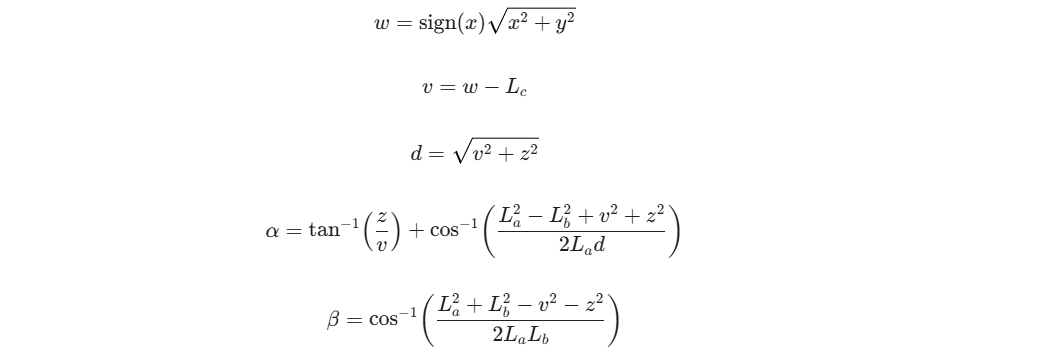 w = sign(x)√(x² + y²)
v = w − L_c
d = √(v² + z²)
α = tan⁻¹(z/v) + cos⁻¹((L_a² − L_b² + v² + z²)/(2L_a d))
β = cos⁻¹((L_a² + L_b² − v² − z²)/(2L_a L_b))